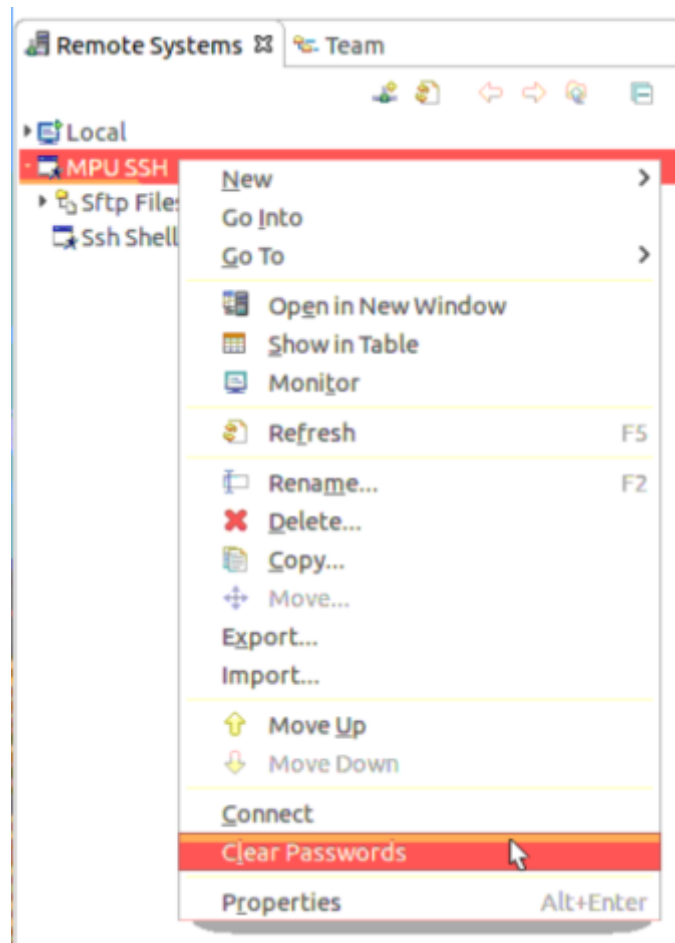 Remote Systems Team
Local
MPU SSH
Sftp File
Ssh Shell
New
Go Into
Go To
Open in New Window
Show in Table
Monitor
Refresh F5
Rename... F2
Delete...
Copy...
Move...
Export...
Import...
Move Up
Move Down
Connect
Clear Passwords
Properties Alt+Enter